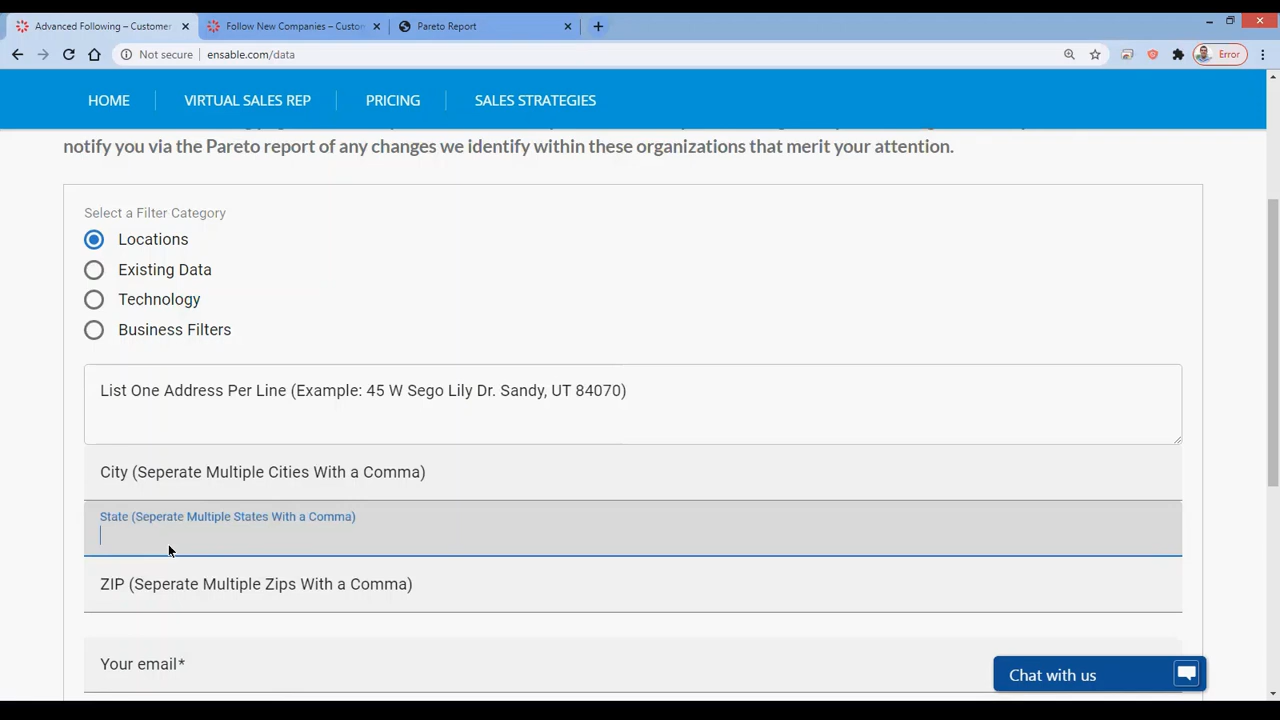 Advanced Following – Customer
Follow New Companies – Custon
Pareto Report
Not secure
ensable.com/data
Error
HOME
VIRTUAL SALES REP
PRICING
SALES STRATEGIES
notify you via the Pareto report of any changes we identify within these organizations that merit your attention.
Select a Filter Category
Locations
Existing Data
Technology
Business Filters
List One Address Per Line (Example: 45 W Sego Lily Dr. Sandy, UT 84070)
City (Seperate Multiple Cities With a Comma)
State (Seperate Multiple States With a Comma)
ZIP (Seperate Multiple Zips With a Comma)
Your email*
Chat with us